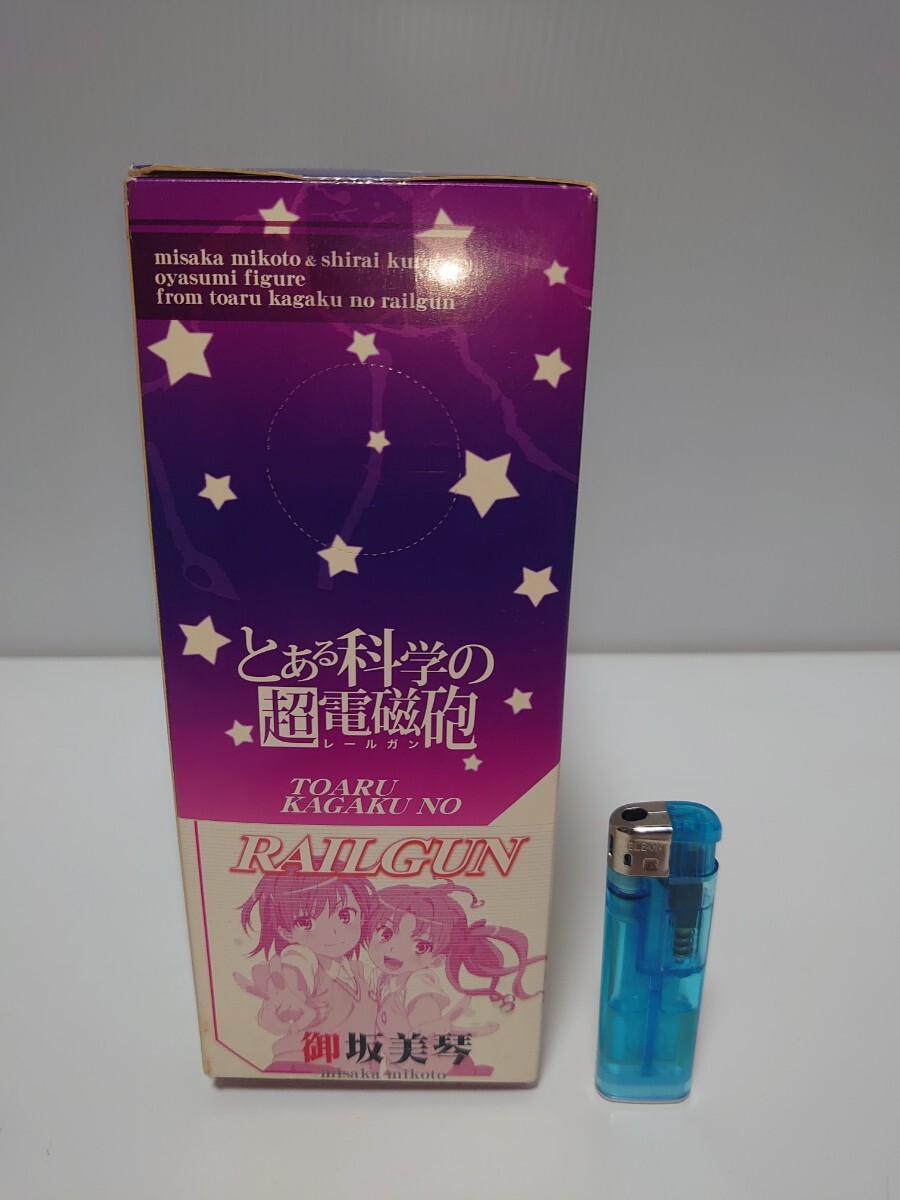 misaka mikoto & shirai
oyasumi figure
from toaru kagaku no railgun
とある科学の
超電磁砲
レールガン
TOARU
KAGAKU NO
RAILGUN
御坂美琴
misaka mikoto